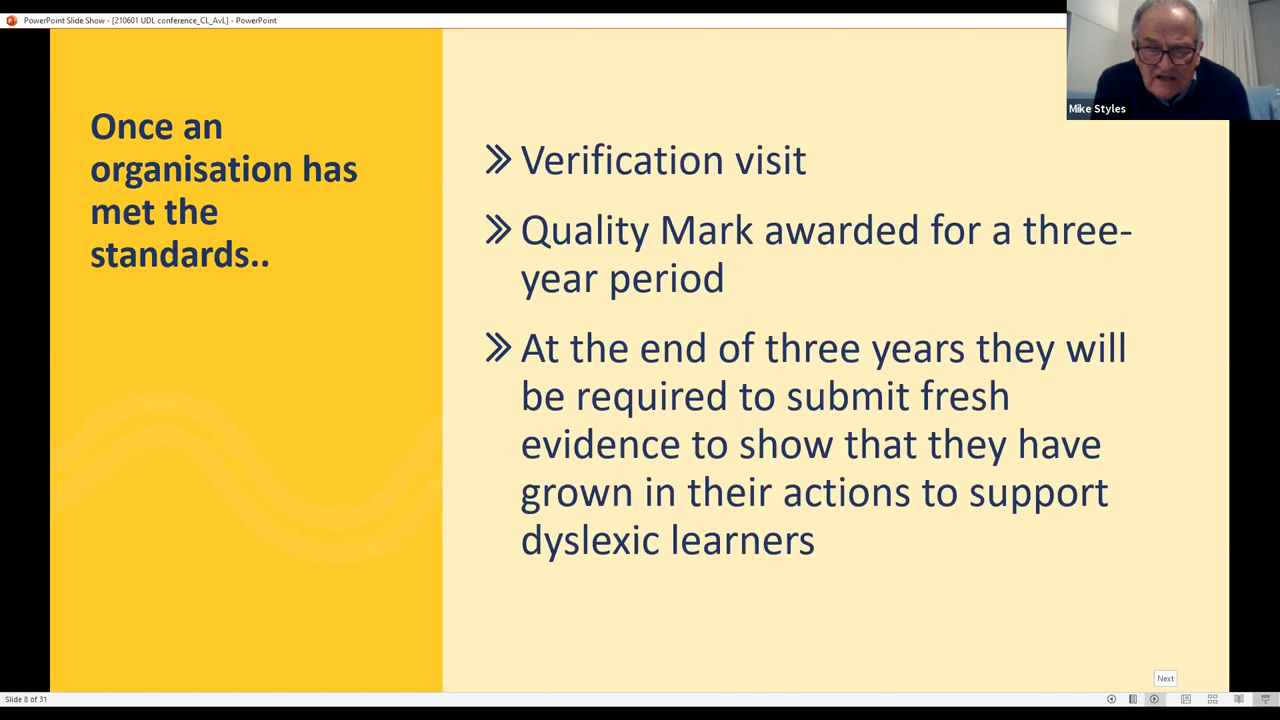 PowerPoint Slide Show - [210601 UDL conference_CL_AvL] - PowerPoint
Mike Styles
Once an
organisation has
met the
standards..
Verification visit
Quality Mark awarded for a three-
year period
At the end of three years they will
be required to submit fresh
evidence to show that they have
grown in their actions to support
dyslexic learners
Next
Slide 8 of 31